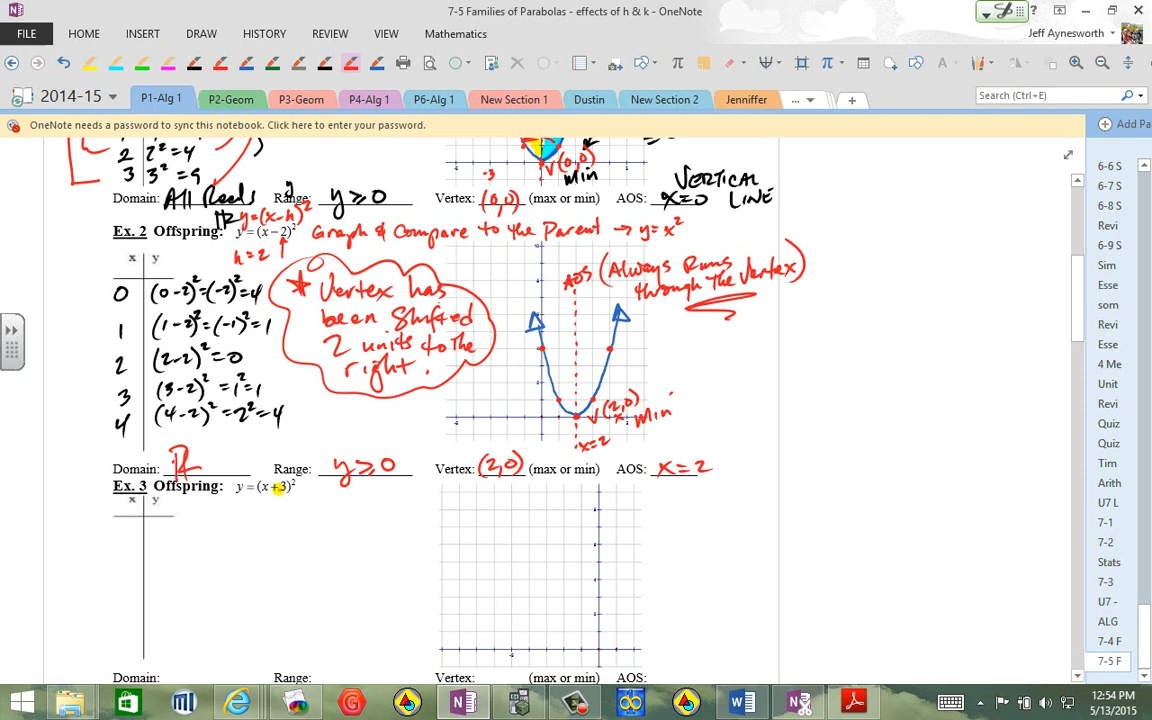 7-5 Families of Parabolas - effects of h & k - OneNote
FILE HOME INSERT DRAW HISTORY REVIEW VIEW Mathematics
Jeff Aynesworth
2014-15 P1-Alg 1 P2-Geom P3-Geom P4-Alg 1 P6-Alg 1 New Section 1 Dustin New Section 2 Jenniffer ...
Search (Ctrl+E)
OneNote needs a password to sync this notebook. Click here to enter your password.
Add Pa
2 2²=4
3 3²=9
V(0,0)
min
Domain: All Reals Range: y≥0 Vertex: (0,0) (max or min) AOS: x=0
VERTICAL
LINE
ℝ y=(x-h)²
Ex. 2 Offspring: y = (x − 2)² Graph & Compare to the Parent → y=x²
h=2 ↑
x y
0 (0-2)²=(-2)²=4
1 (1-2)²=(-1)²=1
2 (2-2)²=0
3 (3-2)²=1²=1
4 (4-2)²=2²=4
* Vertex has
been Shifted
2 units to the
right.
AOS (Always Runs
through The Vertex)
V(2,0)
Min
x=2
Domain: ℝ Range: y≥0 Vertex: (2,0) (max or min) AOS: x=2
Ex. 3 Offspring: y = (x + 3)²
x y
Domain: Range: Vertex: (max or min) AOS:
6-6 S
6-7 S
6-8 S
Revi
6-9 S
Sim
Esse
som
Revi
Esse
4 Me
Unit
Revi
Quiz
Quiz
Tim
Arith
U7 L
7-1
7-2
Stats
7-3
U7 -
ALG
7-4 F
7-5 F
12:54 PM
5/13/2015